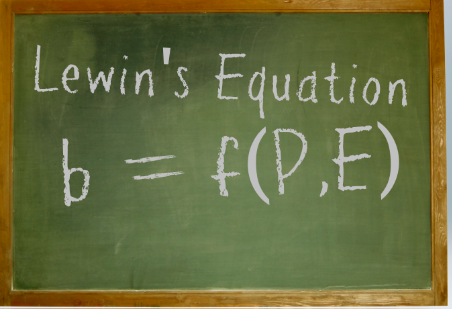 Lewin's Equation
b = f(P,E)